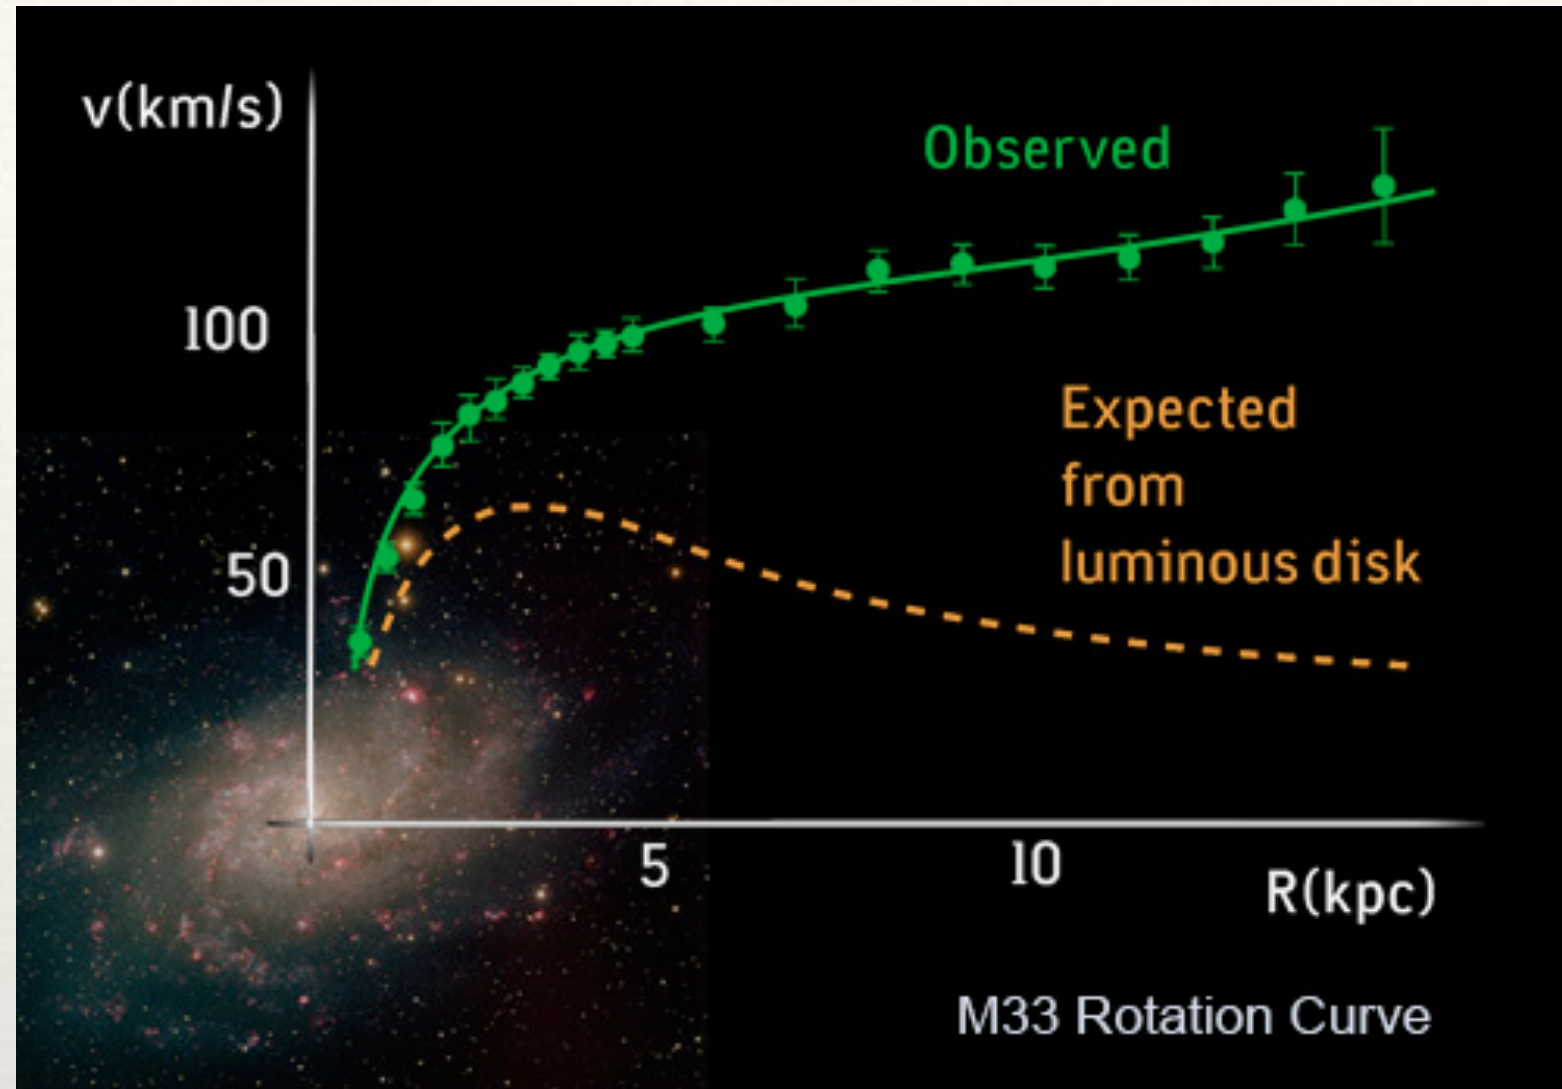 v(km/s)
Observed
100
Expected
from
luminous disk
50
5
10
R(kpc)
M33 Rotation Curve